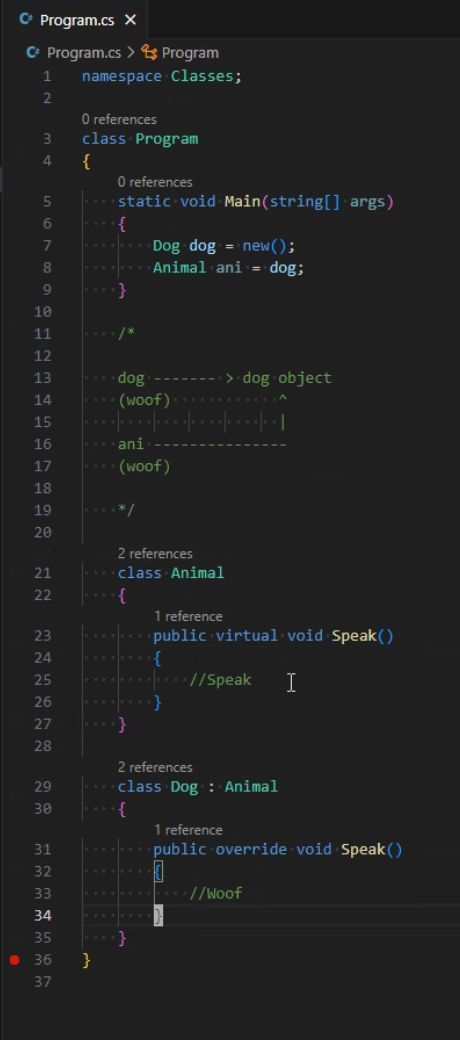 Program.cs
Program.cs > Program
1 namespace Classes;
2
0 references
3 class Program
4 {
0 references
5 static void Main(string[] args)
6 {
7 Dog dog = new();
8 Animal ani = dog;
9 }
10
11 /*
12
13 dog ------- > dog object
14 (woof) ^
15 |
16 ani ---------------
17 (woof)
18
19 */
20
2 references
21 class Animal
22 {
1 reference
23 public virtual void Speak()
24 {
25 //Speak
26 }
27 }
28
2 references
29 class Dog : Animal
30 {
1 reference
31 public override void Speak()
32 {
33 //Woof
34 }
35 }
36 }
37